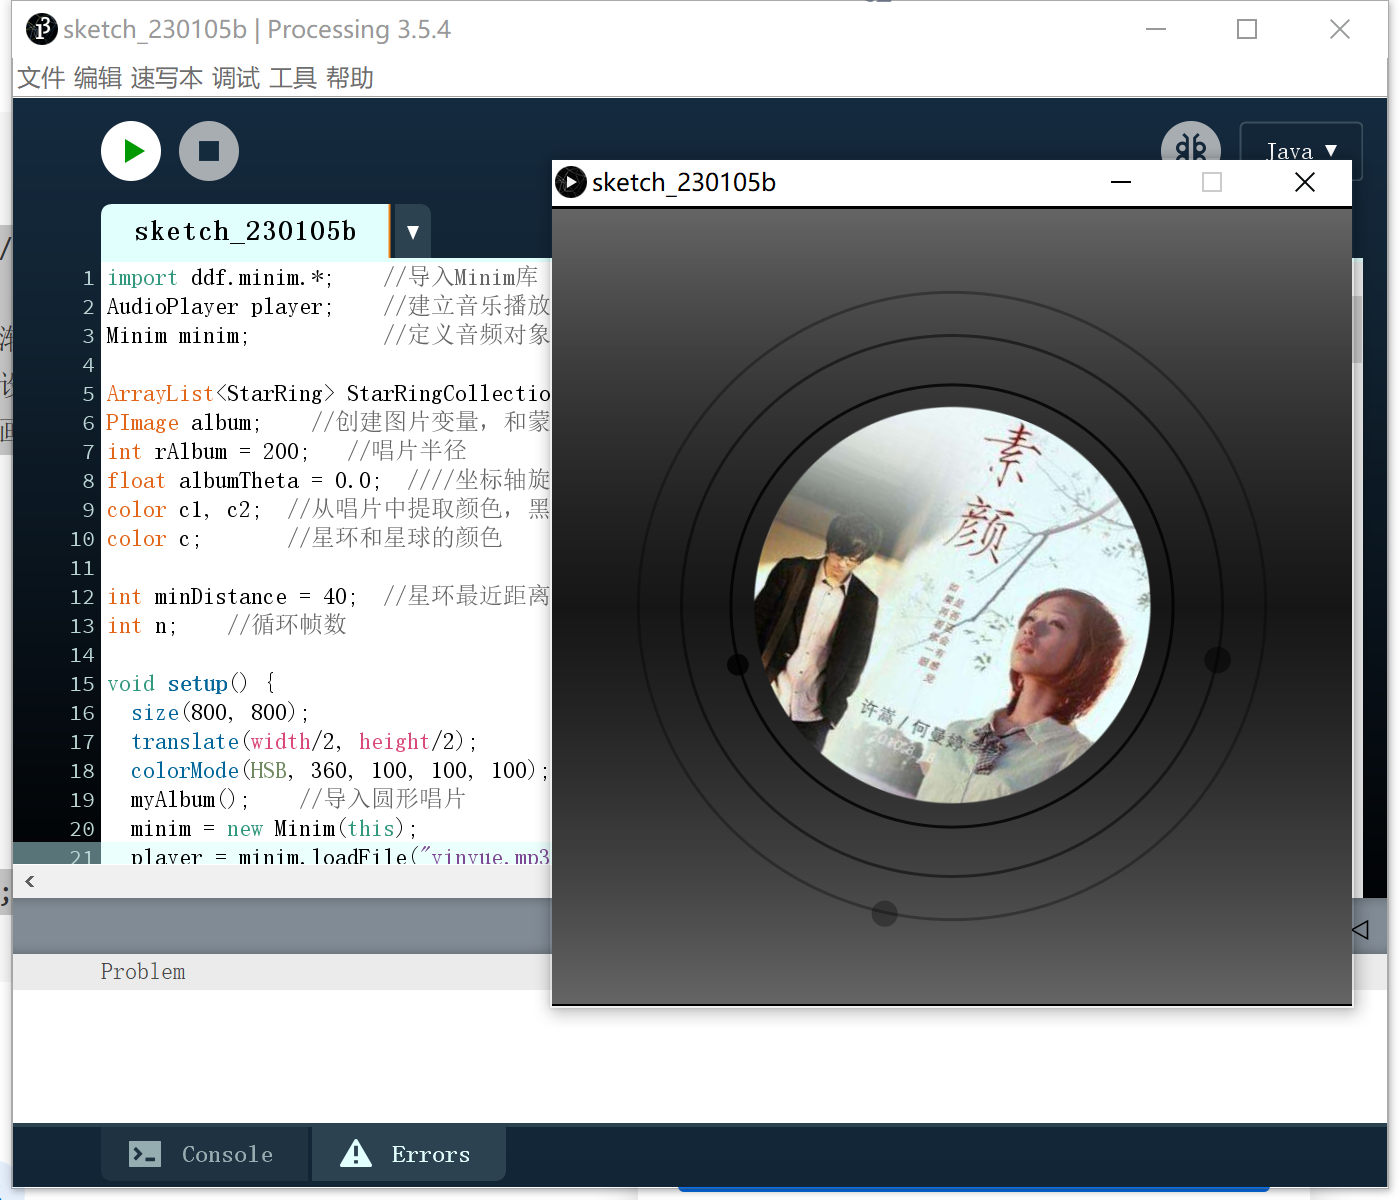 sketch_230105b | Processing 3.5.4
文件 编辑 速写本 调试 工具 帮助
Java ▼
sketch_230105b
sketch_230105b ▼
1 import ddf.minim.*; //导入Minim库
2 AudioPlayer player; //建立音乐播放
3 Minim minim; //定义音频对象
4
5 ArrayList<StarRing> StarRingCollectio
6 PImage album; //创建图片变量，和蒙
7 int rAlbum = 200; //唱片半径
8 float albumTheta = 0.0; ////坐标轴旋
9 color c1, c2; //从唱片中提取颜色，黑
10 color c; //星环和星球的颜色
11
12 int minDistance = 40; //星环最近距离
13 int n; //循环帧数
14
15 void setup() {
16 size(800, 800);
17 translate(width/2, height/2);
18 colorMode(HSB, 360, 100, 100, 100);
19 myAlbum(); //导入圆形唱片
20 minim = new Minim(this);
21 player = minim.loadFile("yinyue.mp3
素
颜
许嵩 / 何曼婷
Problem
Console
Errors